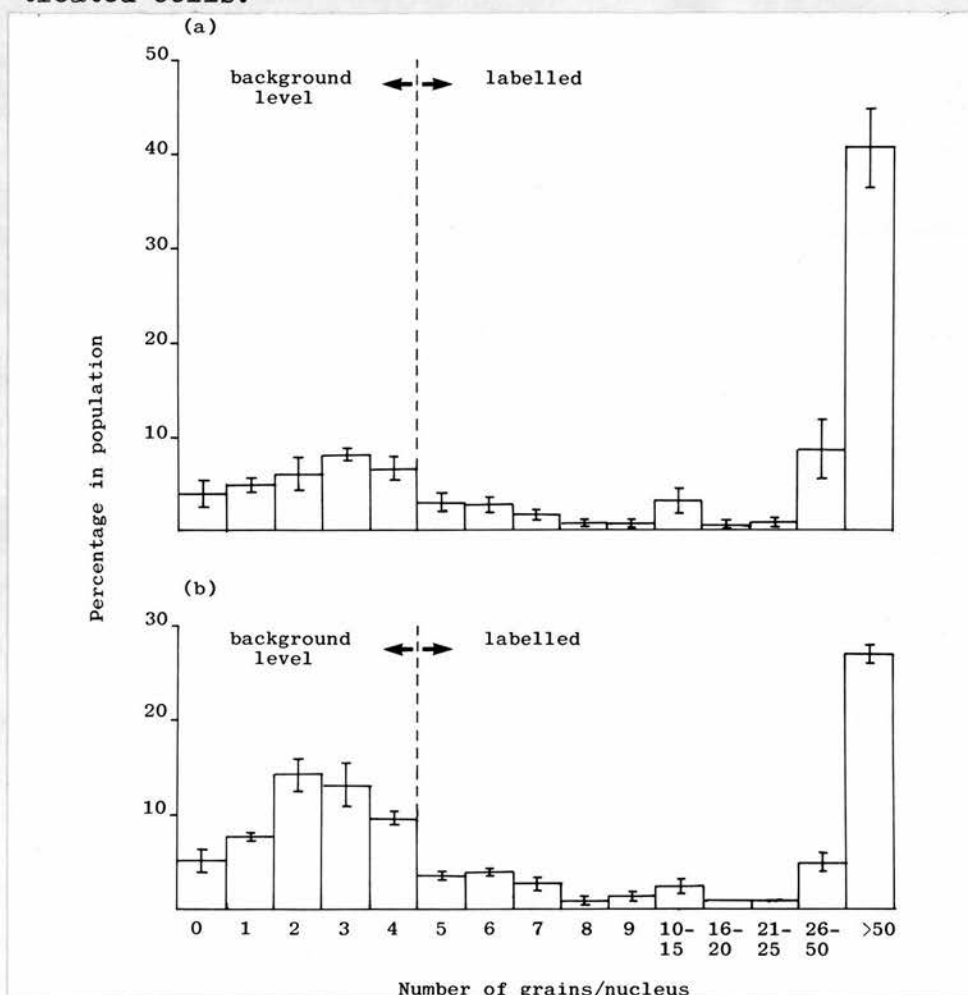 treated cells.
(a)
50
40
30
20
10
background level
labelled
Percentage in population
(b)
30
20
10
background level
labelled
0 1 2 3 4 5 6 7 8 9 10-15 16-20 21-25 26-50 >50
Number of grains/nucleus